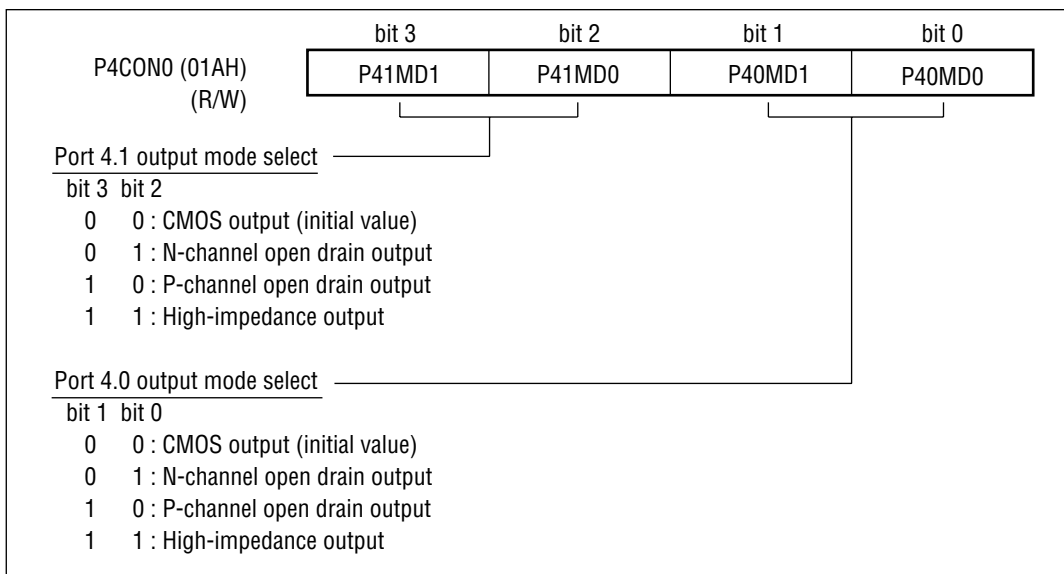 bit 3 bit 2 bit 1 bit 0
P4CON0 (01AH) P41MD1 P41MD0 P40MD1 P40MD0
(R/W)
Port 4.1 output mode select
bit 3 bit 2
0 0 : CMOS output (initial value)
0 1 : N-channel open drain output
1 0 : P-channel open drain output
1 1 : High-impedance output
Port 4.0 output mode select
bit 1 bit 0
0 0 : CMOS output (initial value)
0 1 : N-channel open drain output
1 0 : P-channel open drain output
1 1 : High-impedance output